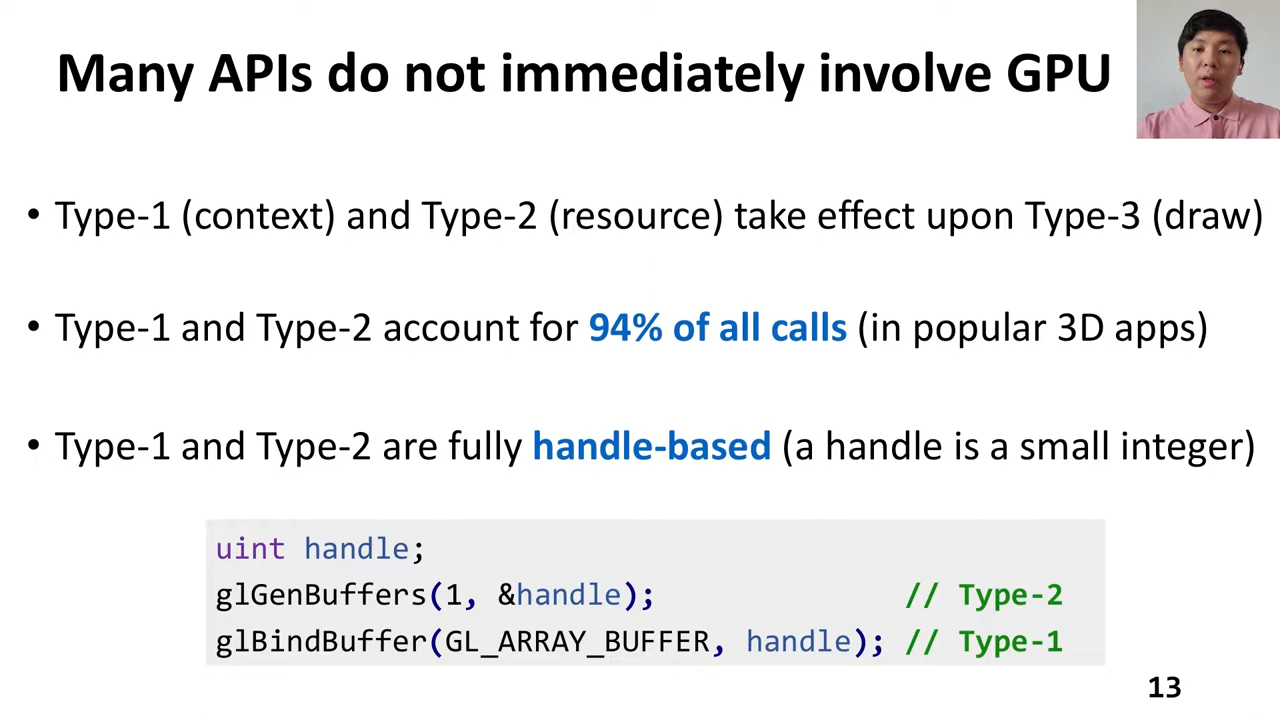 Many APIs do not immediately involve GPU
• Type-1 (context) and Type-2 (resource) take effect upon Type-3 (draw)
• Type-1 and Type-2 account for 94% of all calls (in popular 3D apps)
• Type-1 and Type-2 are fully handle-based (a handle is a small integer)
uint handle;
glGenBuffers(1, &handle); // Type-2
glBindBuffer(GL_ARRAY_BUFFER, handle); // Type-1
13